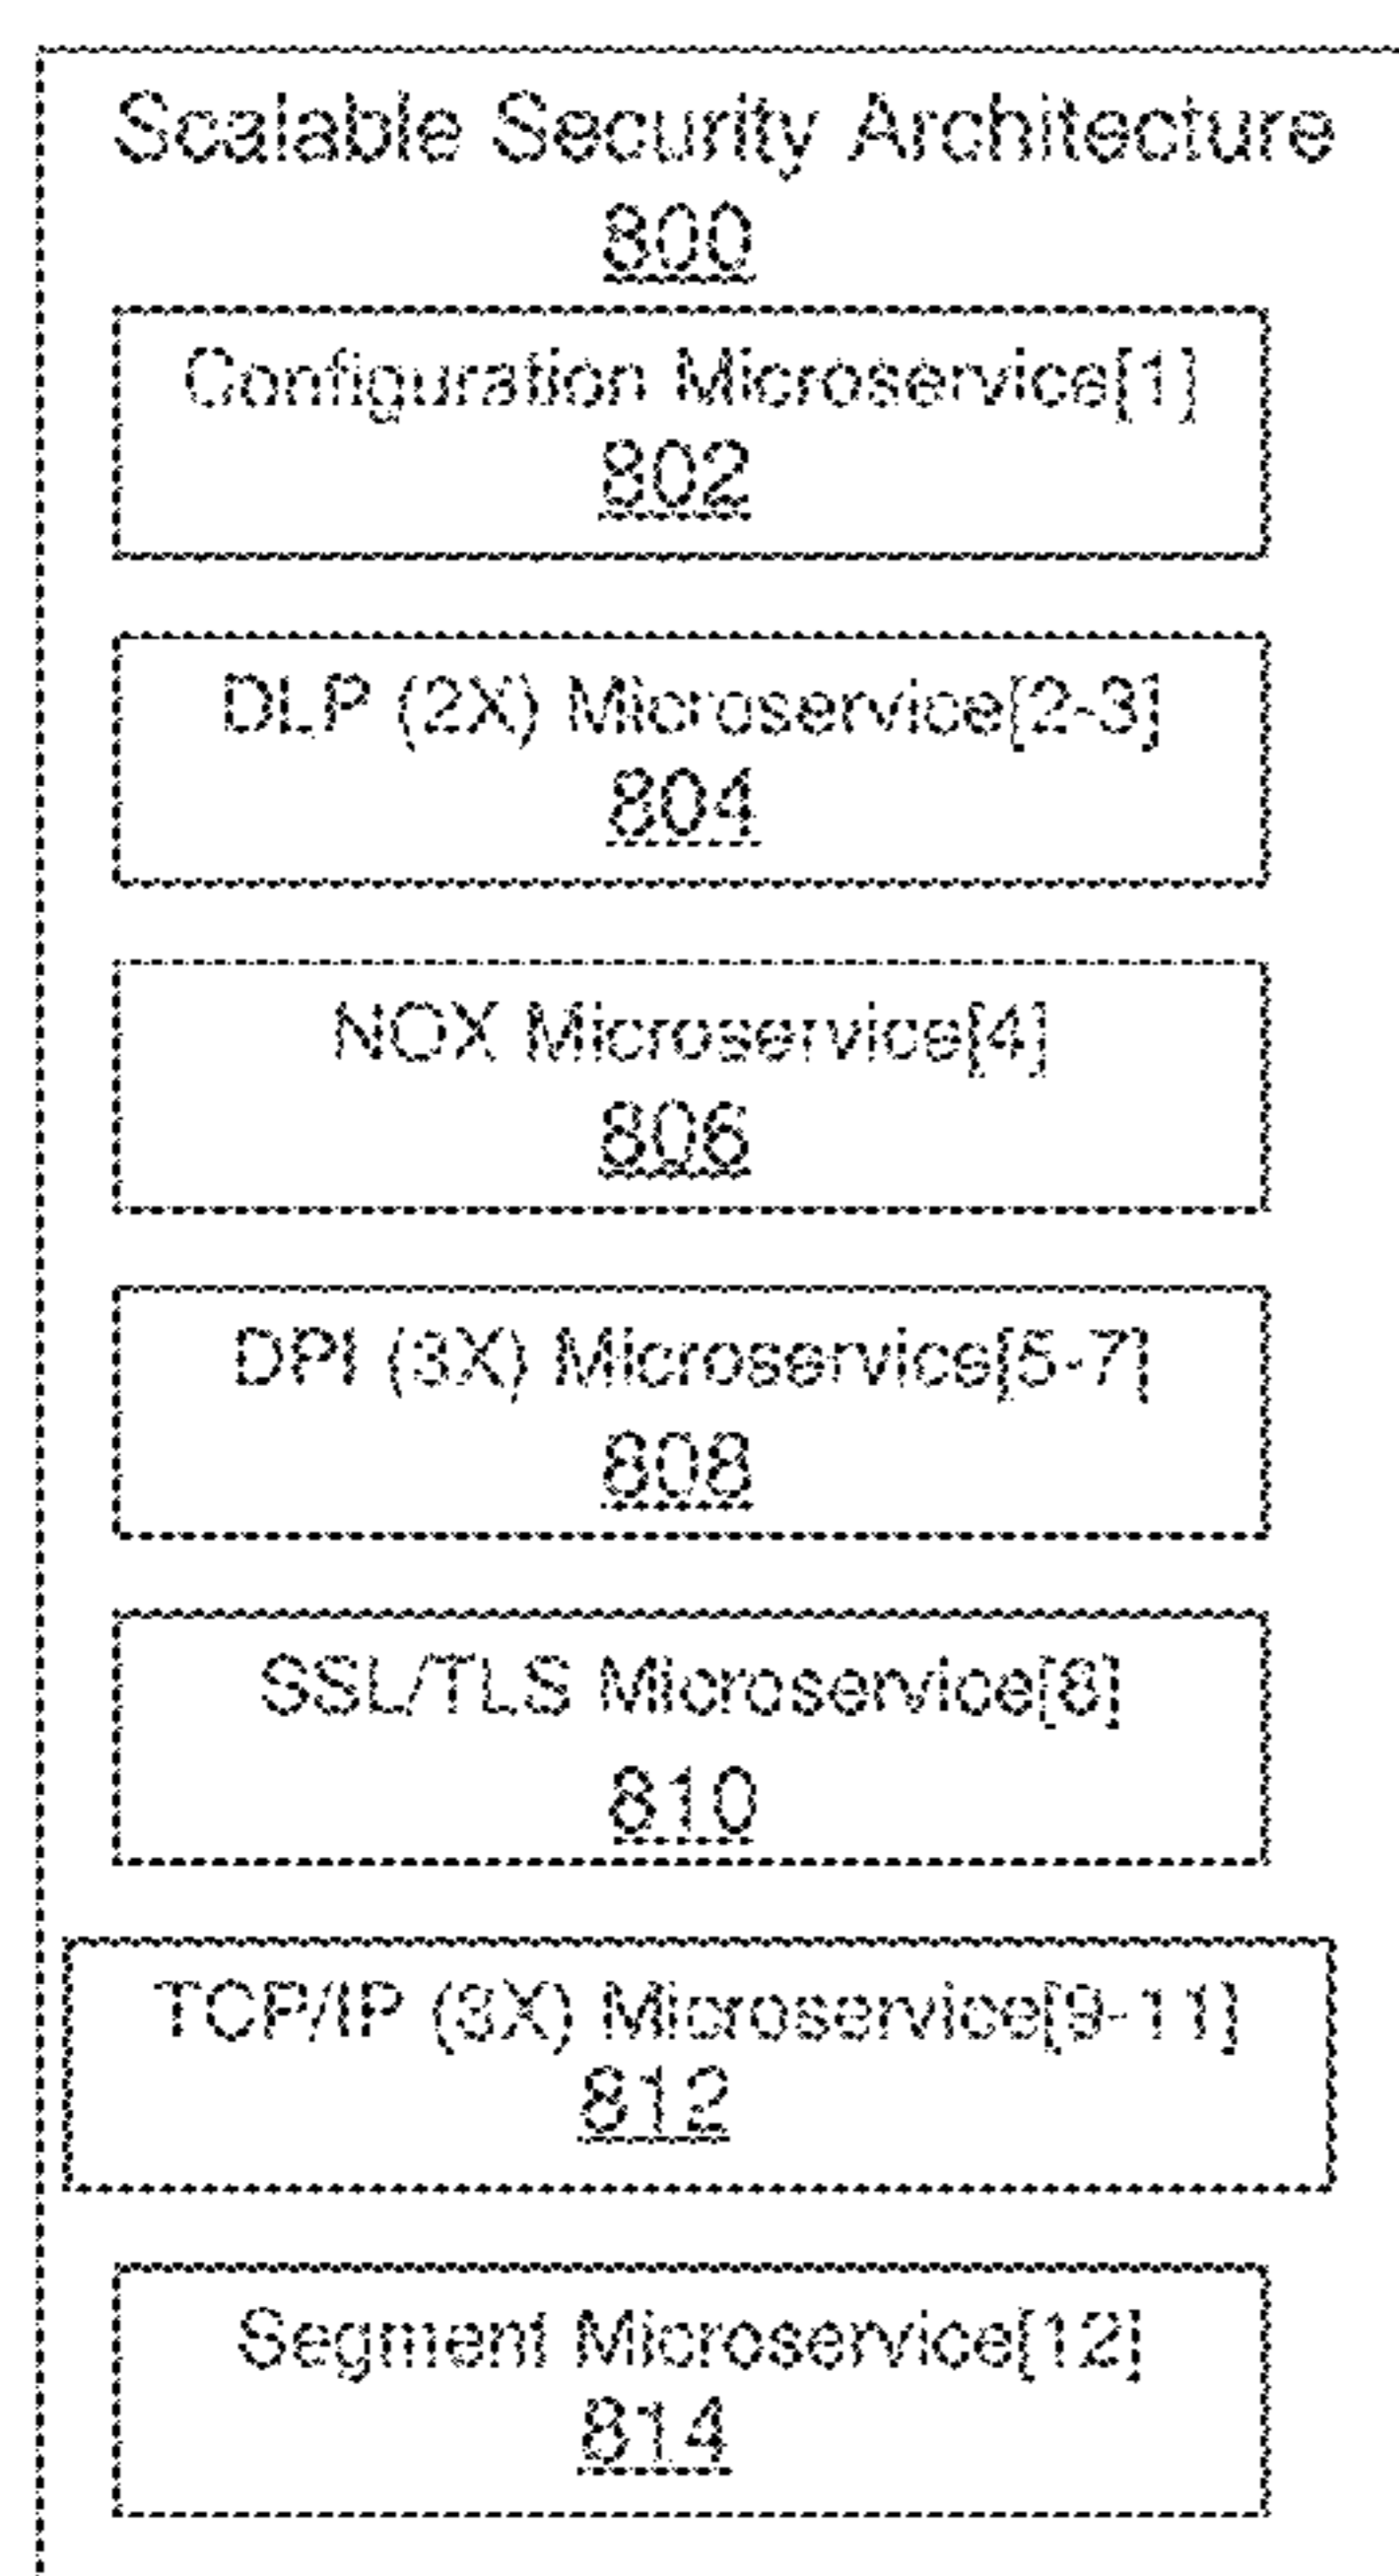 Scalable Security Architecture
800
Configuration Microservice[1]
802
DLP (2X) Microservice[2-3]
804
NOX Microservice[4]
806
DPI (3X) Microservice[5-7]
808
SSL/TLS Microservice[8]
810
TCP/IP (3X) Microservice[9-11]
812
Segment Microservice[12]
814